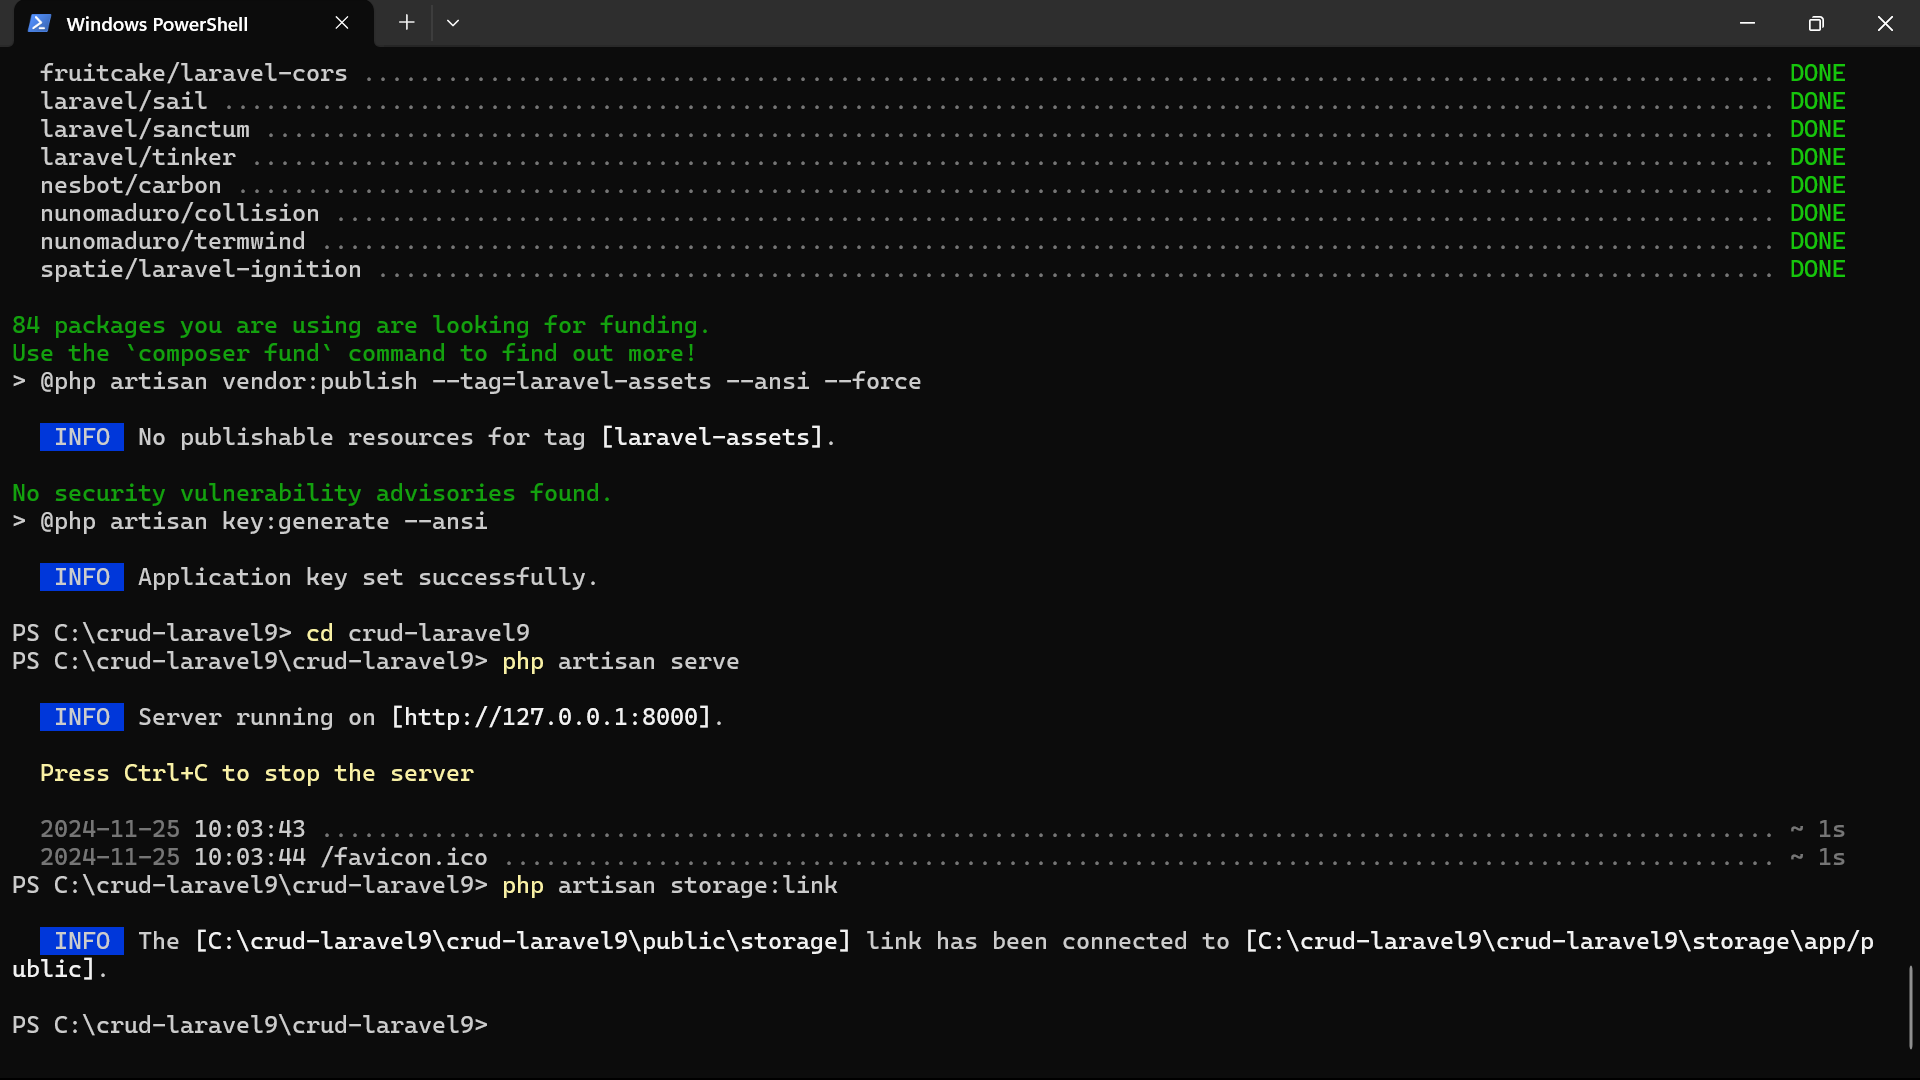 Windows PowerShell
fruitcake/laravel-cors ........................................................................................................ DONE
laravel/sail .................................................................................................................. DONE
laravel/sanctum ............................................................................................................... DONE
laravel/tinker ................................................................................................................ DONE
nesbot/carbon ................................................................................................................. DONE
nunomaduro/collision .......................................................................................................... DONE
nunomaduro/termwind ........................................................................................................... DONE
spatie/laravel-ignition ....................................................................................................... DONE
84 packages you are using are looking for funding.
Use the `composer fund` command to find out more!
> @php artisan vendor:publish --tag=laravel-assets --ansi --force
INFO No publishable resources for tag [laravel-assets].
No security vulnerability advisories found.
> @php artisan key:generate --ansi
INFO Application key set successfully.
PS C:\crud-laravel9> cd crud-laravel9
PS C:\crud-laravel9\crud-laravel9> php artisan serve
INFO Server running on [http://127.0.0.1:8000].
Press Ctrl+C to stop the server
2024-11-25 10:03:43 ........................................................................................................ ~ 1s
2024-11-25 10:03:44 /favicon.ico ........................................................................................... ~ 1s
PS C:\crud-laravel9\crud-laravel9> php artisan storage:link
INFO The [C:\crud-laravel9\crud-laravel9\public\storage] link has been connected to [C:\crud-laravel9\crud-laravel9\storage\app/p
ublic].
PS C:\crud-laravel9\crud-laravel9>